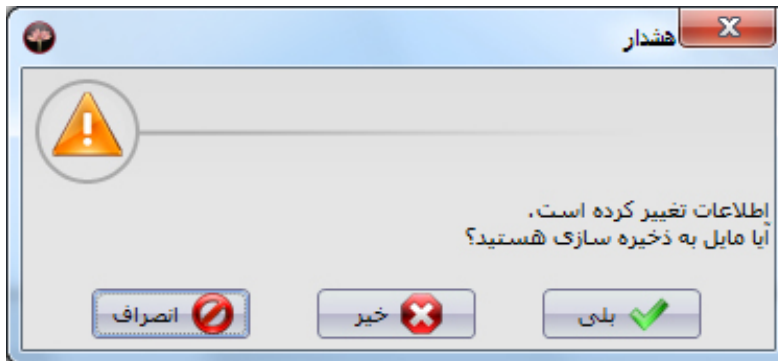 هشدار
اطلاعات تغییر کرده است،
آیا مایل به ذخیره سازی هستید؟
بلی
خیر
انصراف